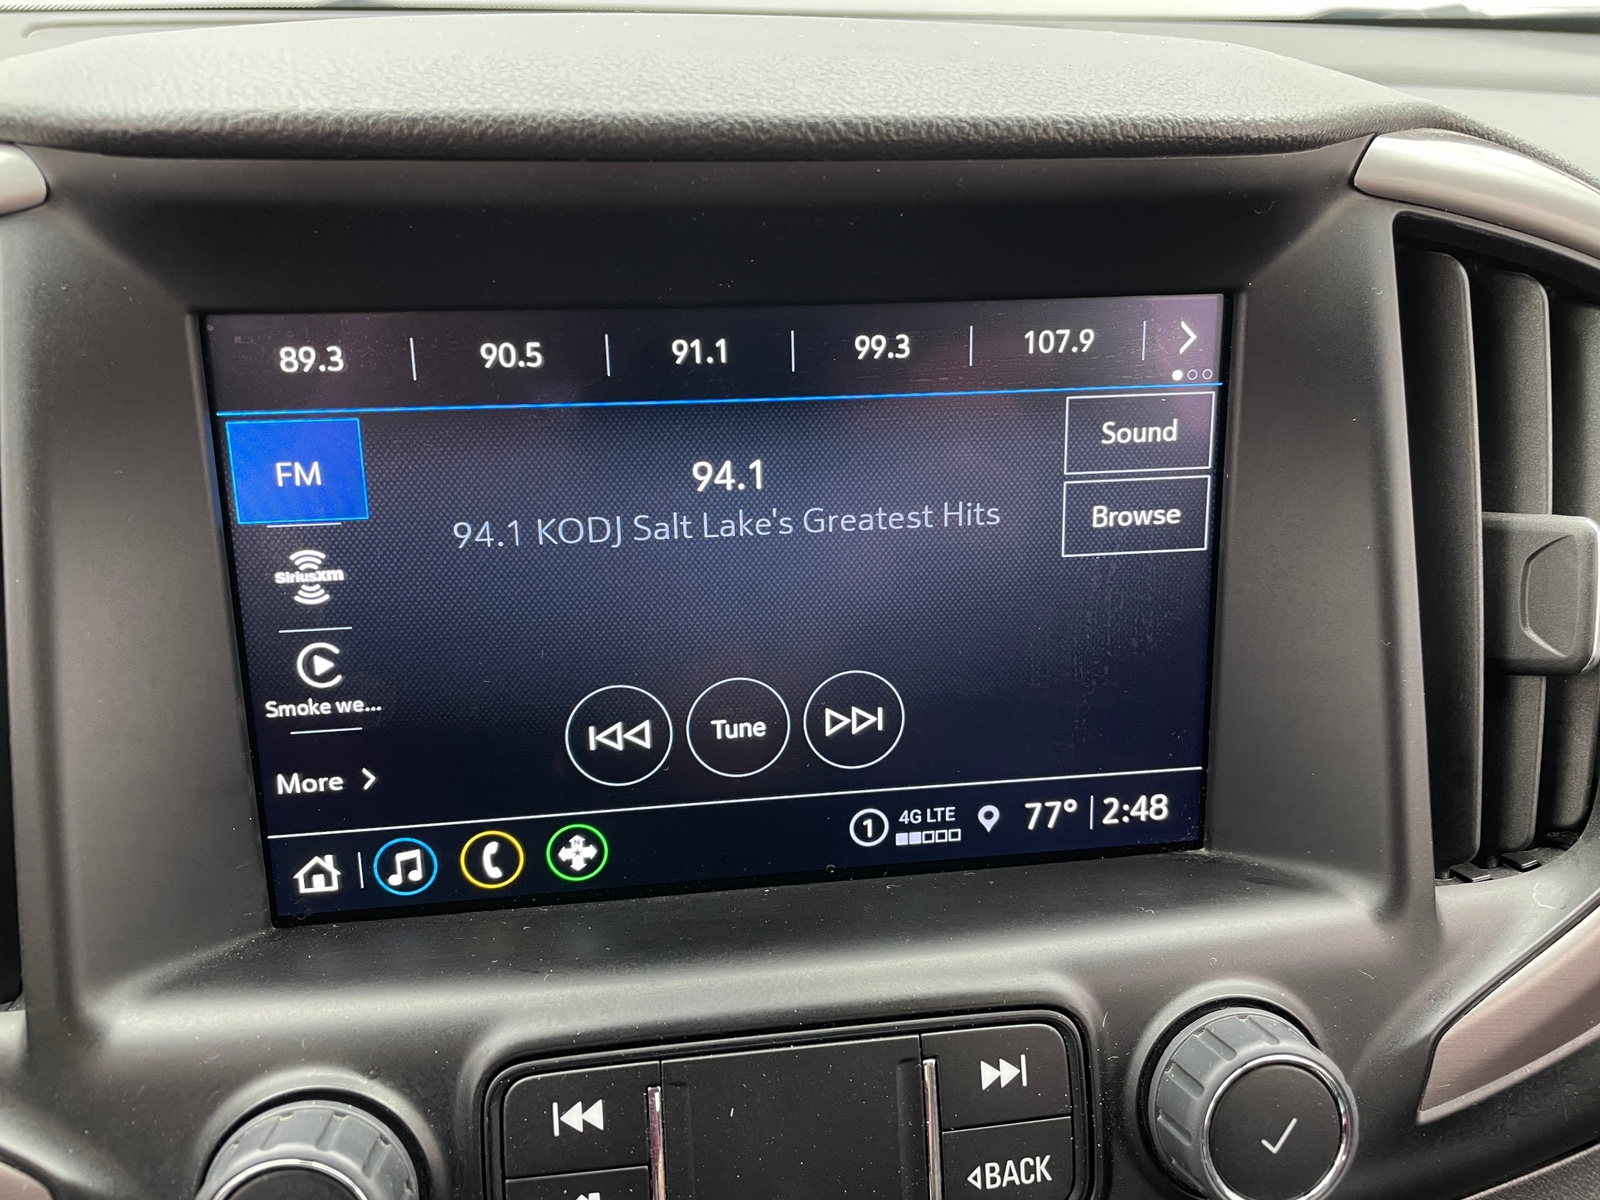 89.3 90.5 91.1 99.3 107.9
FM
94.1
94.1 KODJ Salt Lake's Greatest Hits
Sound
Browse
SiriusXM
Smoke we...
Tune
More
1 4G LTE 77° 2:48
N
BACK